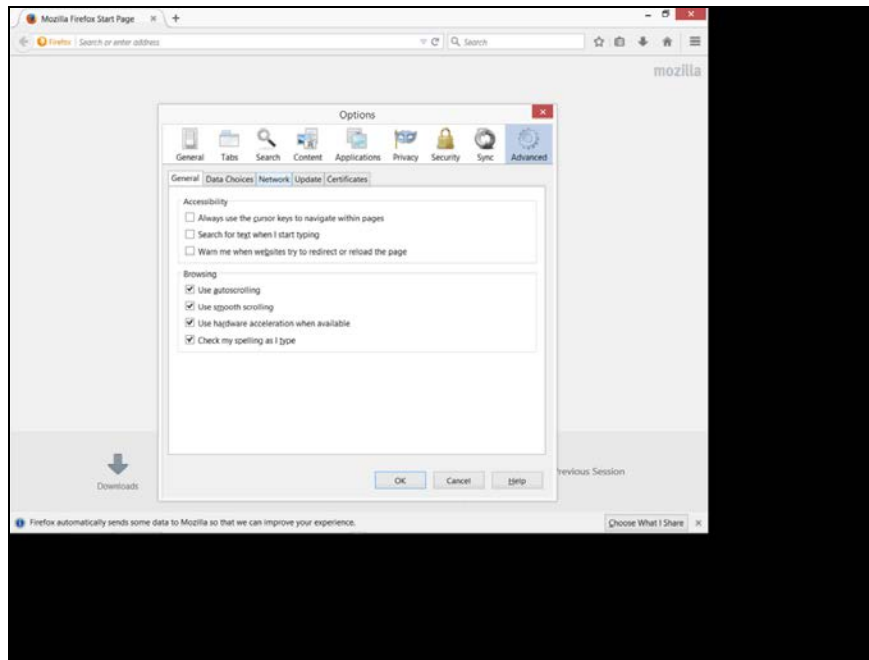 Mozilla Firefox Start Page
Firefox Search or enter address Search
mozilla
Options
General Tabs Search Content Applications Privacy Security Sync Advanced
General Data Choices Network Update Certificates
Accessibility
Always use the cursor keys to navigate within pages
Search for text when I start typing
Warn me when websites try to redirect or reload the page
Browsing
Use autoscrolling
Use smooth scrolling
Use hardware acceleration when available
Check my spelling as I type
OK Cancel Help
Downloads
Previous Session
Firefox automatically sends some data to Mozilla so that we can improve your experience. Choose What I Share